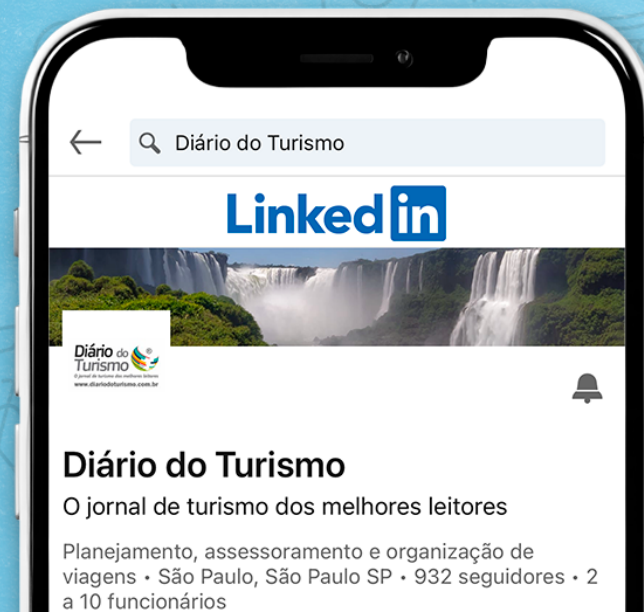 Diário do Turismo
Linked in
Diário do
Turismo
O jornal de turismo dos melhores leitores
www.diariodoturismo.com.br
Diário do Turismo
O jornal de turismo dos melhores leitores
Planejamento, assessoramento e organização de
viagens • São Paulo, São Paulo SP • 932 seguidores • 2
a 10 funcionários